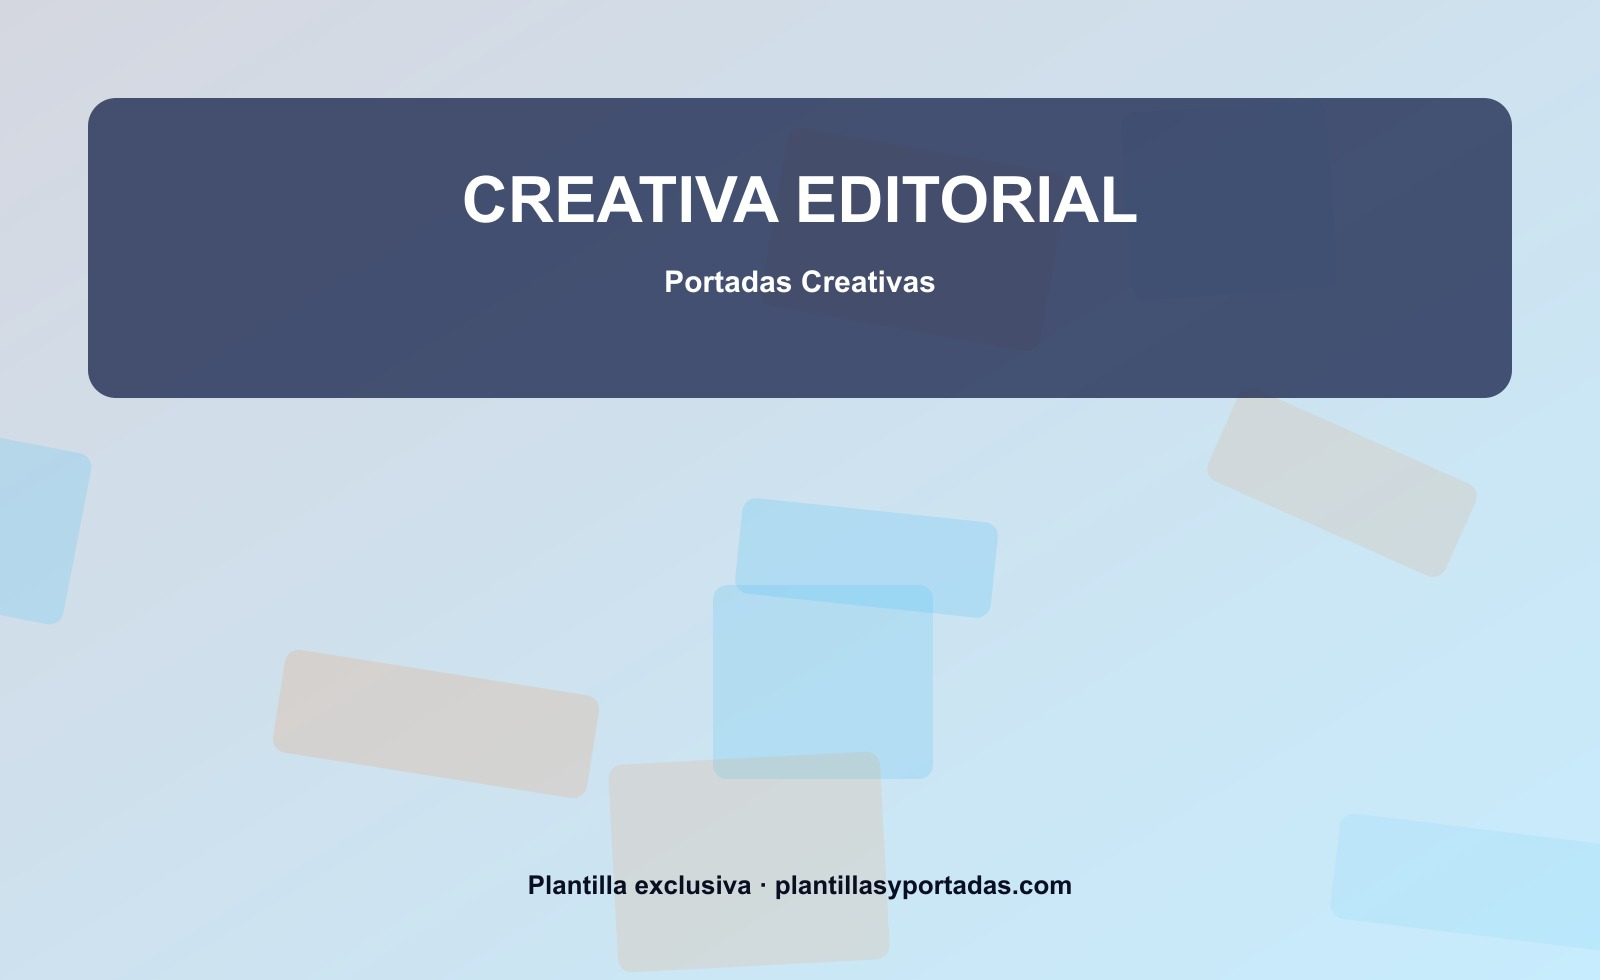 CREATIVA EDITORIAL
Portadas Creativas
Plantilla exclusiva · plantillasyportadas.com